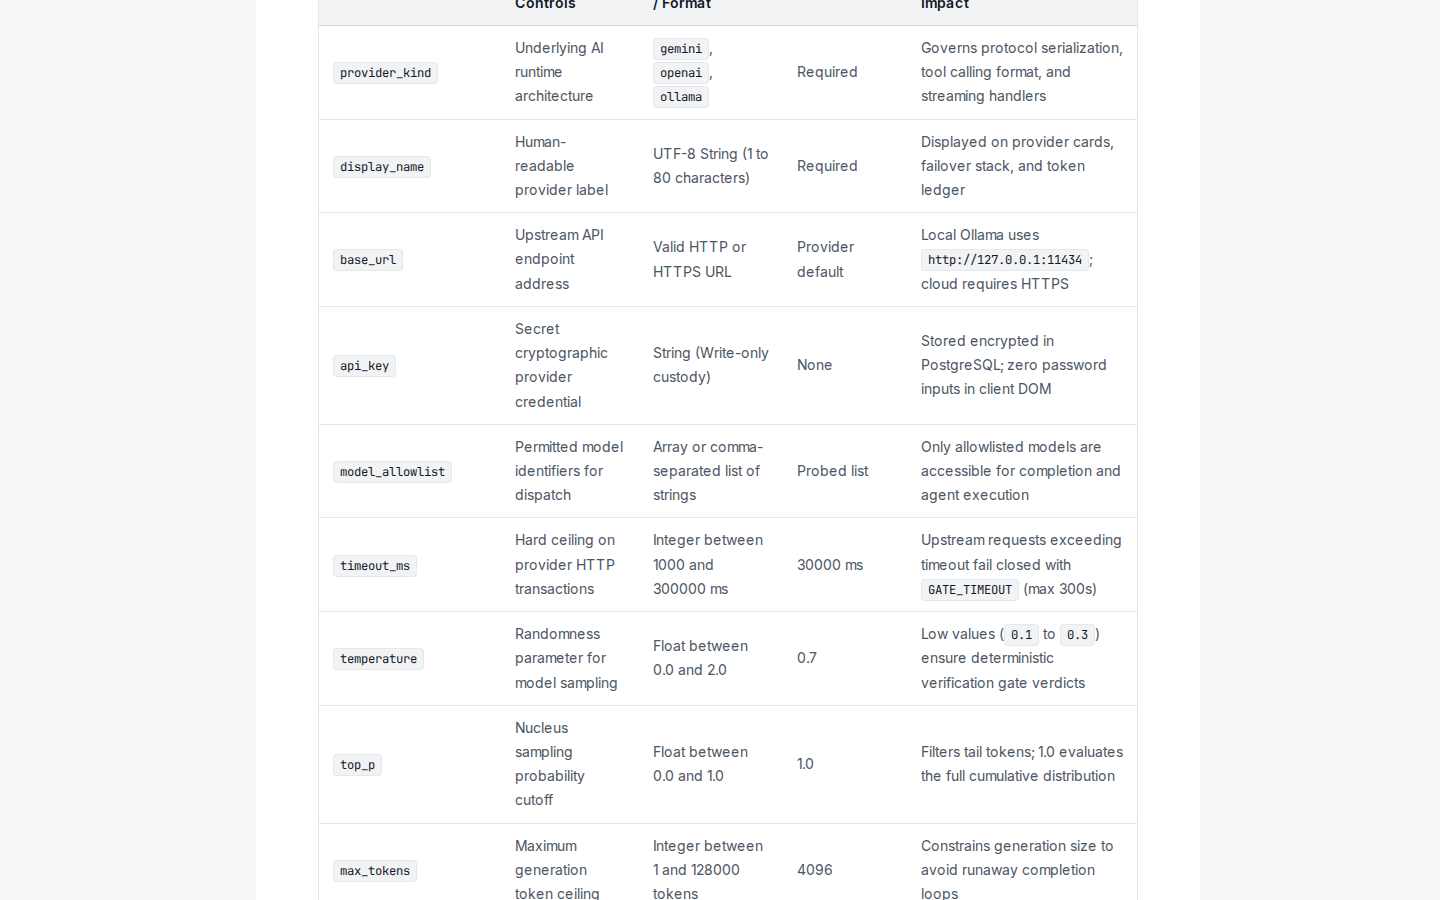 Controls / Format Impact
provider_kind
Underlying AI
runtime
architecture
gemini,
openai,
ollama
Required
Governs protocol serialization,
tool calling format, and
streaming handlers
display_name
Human-
readable
provider label
UTF-8 String (1 to
80 characters)
Required
Displayed on provider cards,
failover stack, and token
ledger
base_url
Upstream API
endpoint
address
Valid HTTP or
HTTPS URL
Provider
default
Local Ollama uses
http://127.0.0.1:11434;
cloud requires HTTPS
api_key
Secret
cryptographic
provider
credential
String (Write-only
custody)
None
Stored encrypted in
PostgreSQL; zero password
inputs in client DOM
model_allowlist
Permitted model
identifiers for
dispatch
Array or comma-
separated list of
strings
Probed list
Only allowlisted models are
accessible for completion and
agent execution
timeout_ms
Hard ceiling on
provider HTTP
transactions
Integer between
1000 and
300000 ms
30000 ms
Upstream requests exceeding
timeout fail closed with
GATE_TIMEOUT (max 300s)
temperature
Randomness
parameter for
model sampling
Float between
0.0 and 2.0
0.7
Low values (0.1 to 0.3)
ensure deterministic
verification gate verdicts
top_p
Nucleus
sampling
probability
cutoff
Float between
0.0 and 1.0
1.0
Filters tail tokens; 1.0 evaluates
the full cumulative distribution
max_tokens
Maximum
generation
token ceiling
Integer between
1 and 128000
tokens
4096
Constrains generation size to
avoid runaway completion
loops